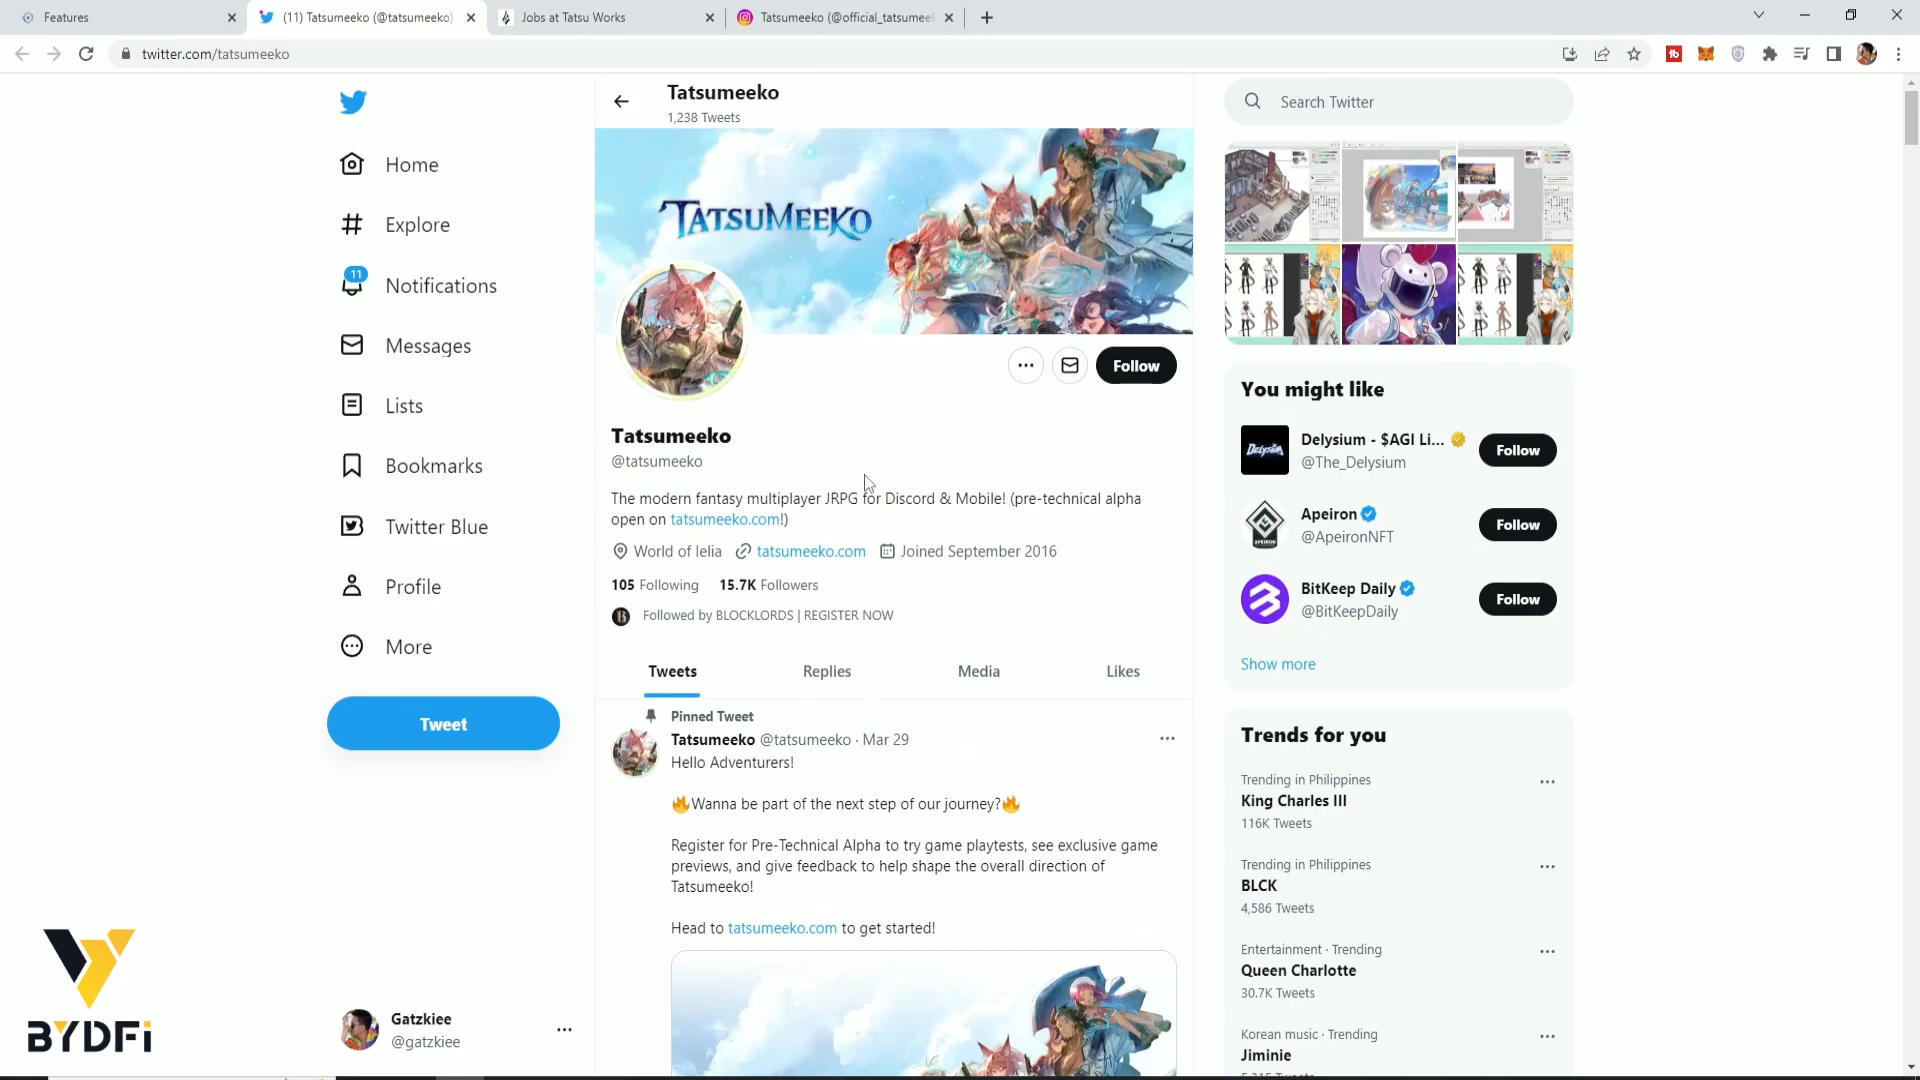 Features
(11) Tatsumeeko (@tatsumeeko)
Jobs at Tatsu Works
Tatsumeeko (@official_tatsumeek
twitter.com/tatsumeeko
Tatsumeeko
1,238 Tweets
Search Twitter
Home
Explore
11
Notifications
Messages
Lists
Bookmarks
Twitter Blue
Profile
More
Tweet
TATSUMEEKO
Follow
Tatsumeeko
@tatsumeeko
The modern fantasy multiplayer JRPG for Discord & Mobile! (pre-technical alpha
open on tatsumeeko.com!)
World of Ielia tatsumeeko.com Joined September 2016
105 Following 15.7K Followers
Followed by BLOCKLORDS | REGISTER NOW
Tweets Replies Media Likes
Pinned Tweet
Tatsumeeko @tatsumeeko · Mar 29
Hello Adventurers!
🔥Wanna be part of the next step of our journey?🔥
Register for Pre-Technical Alpha to try game playtests, see exclusive game
previews, and give feedback to help shape the overall direction of
Tatsumeeko!
Head to tatsumeeko.com to get started!
You might like
Delysium
Delysium - $AGI Li...
@The_Delysium
Follow
APEIRON
Apeiron
@ApeironNFT
Follow
BitKeep Daily
@BitKeepDaily
Follow
Show more
Trends for you
Trending in Philippines
King Charles III
116K Tweets
Trending in Philippines
BLCK
4,586 Tweets
Entertainment · Trending
Queen Charlotte
30.7K Tweets
Korean music · Trending
Jiminie
Gatzkiee
@gatzkiee
BYDFi